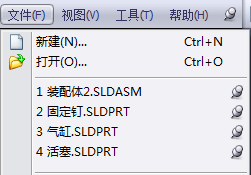 文件(F) 视图(V) 工具(T) 帮助(H)
新建(N)... Ctrl+N
打开(O)... Ctrl+O
1 装配体2.SLDASM
2 固定钉.SLDPRT
3 气缸.SLDPRT
4 活塞.SLDPRT